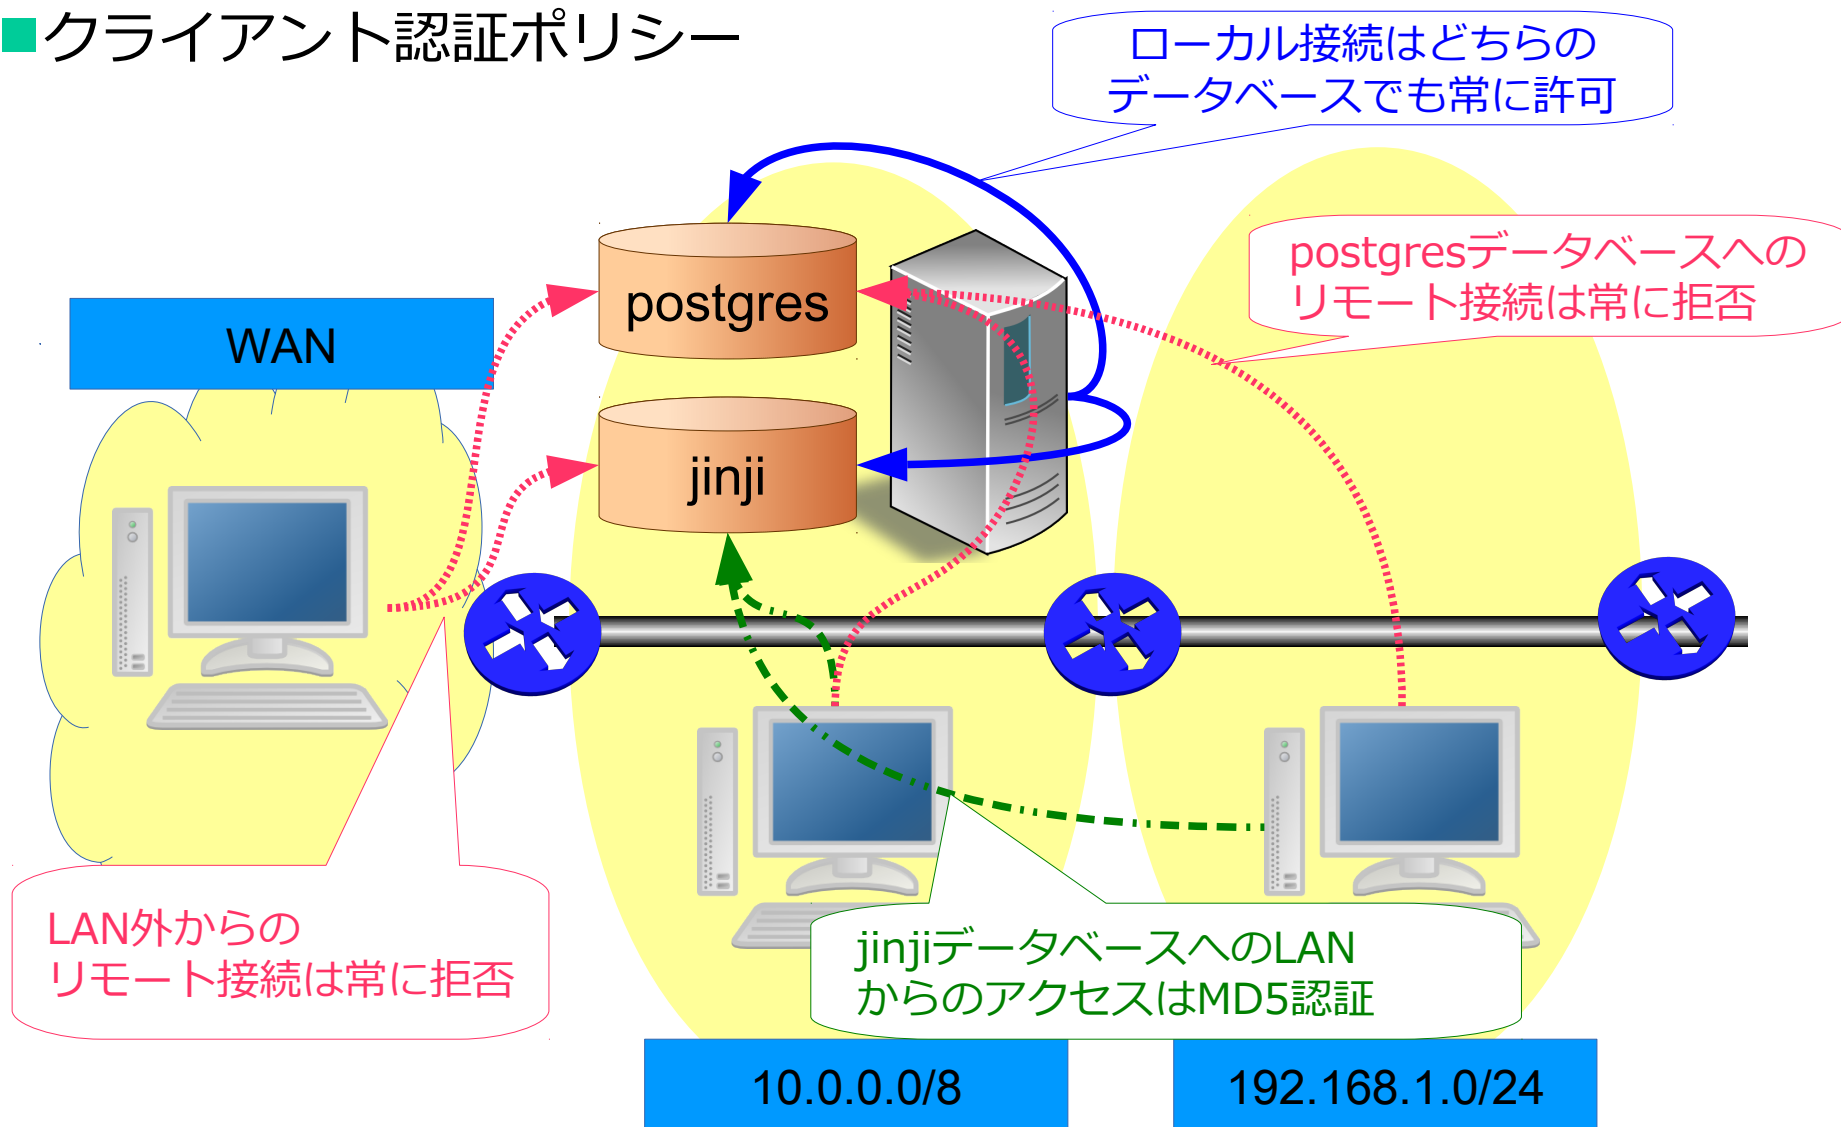 ■クライアント認証ポリシー
ローカル接続はどちらの
データベースでも常に許可
postgresデータベースへの
リモート接続は常に拒否
postgres
WAN
jinji
LAN外からの
リモート接続は常に拒否
jinjiデータベースへのLAN
からのアクセスはMD5認証
10.0.0.0/8
192.168.1.0/24